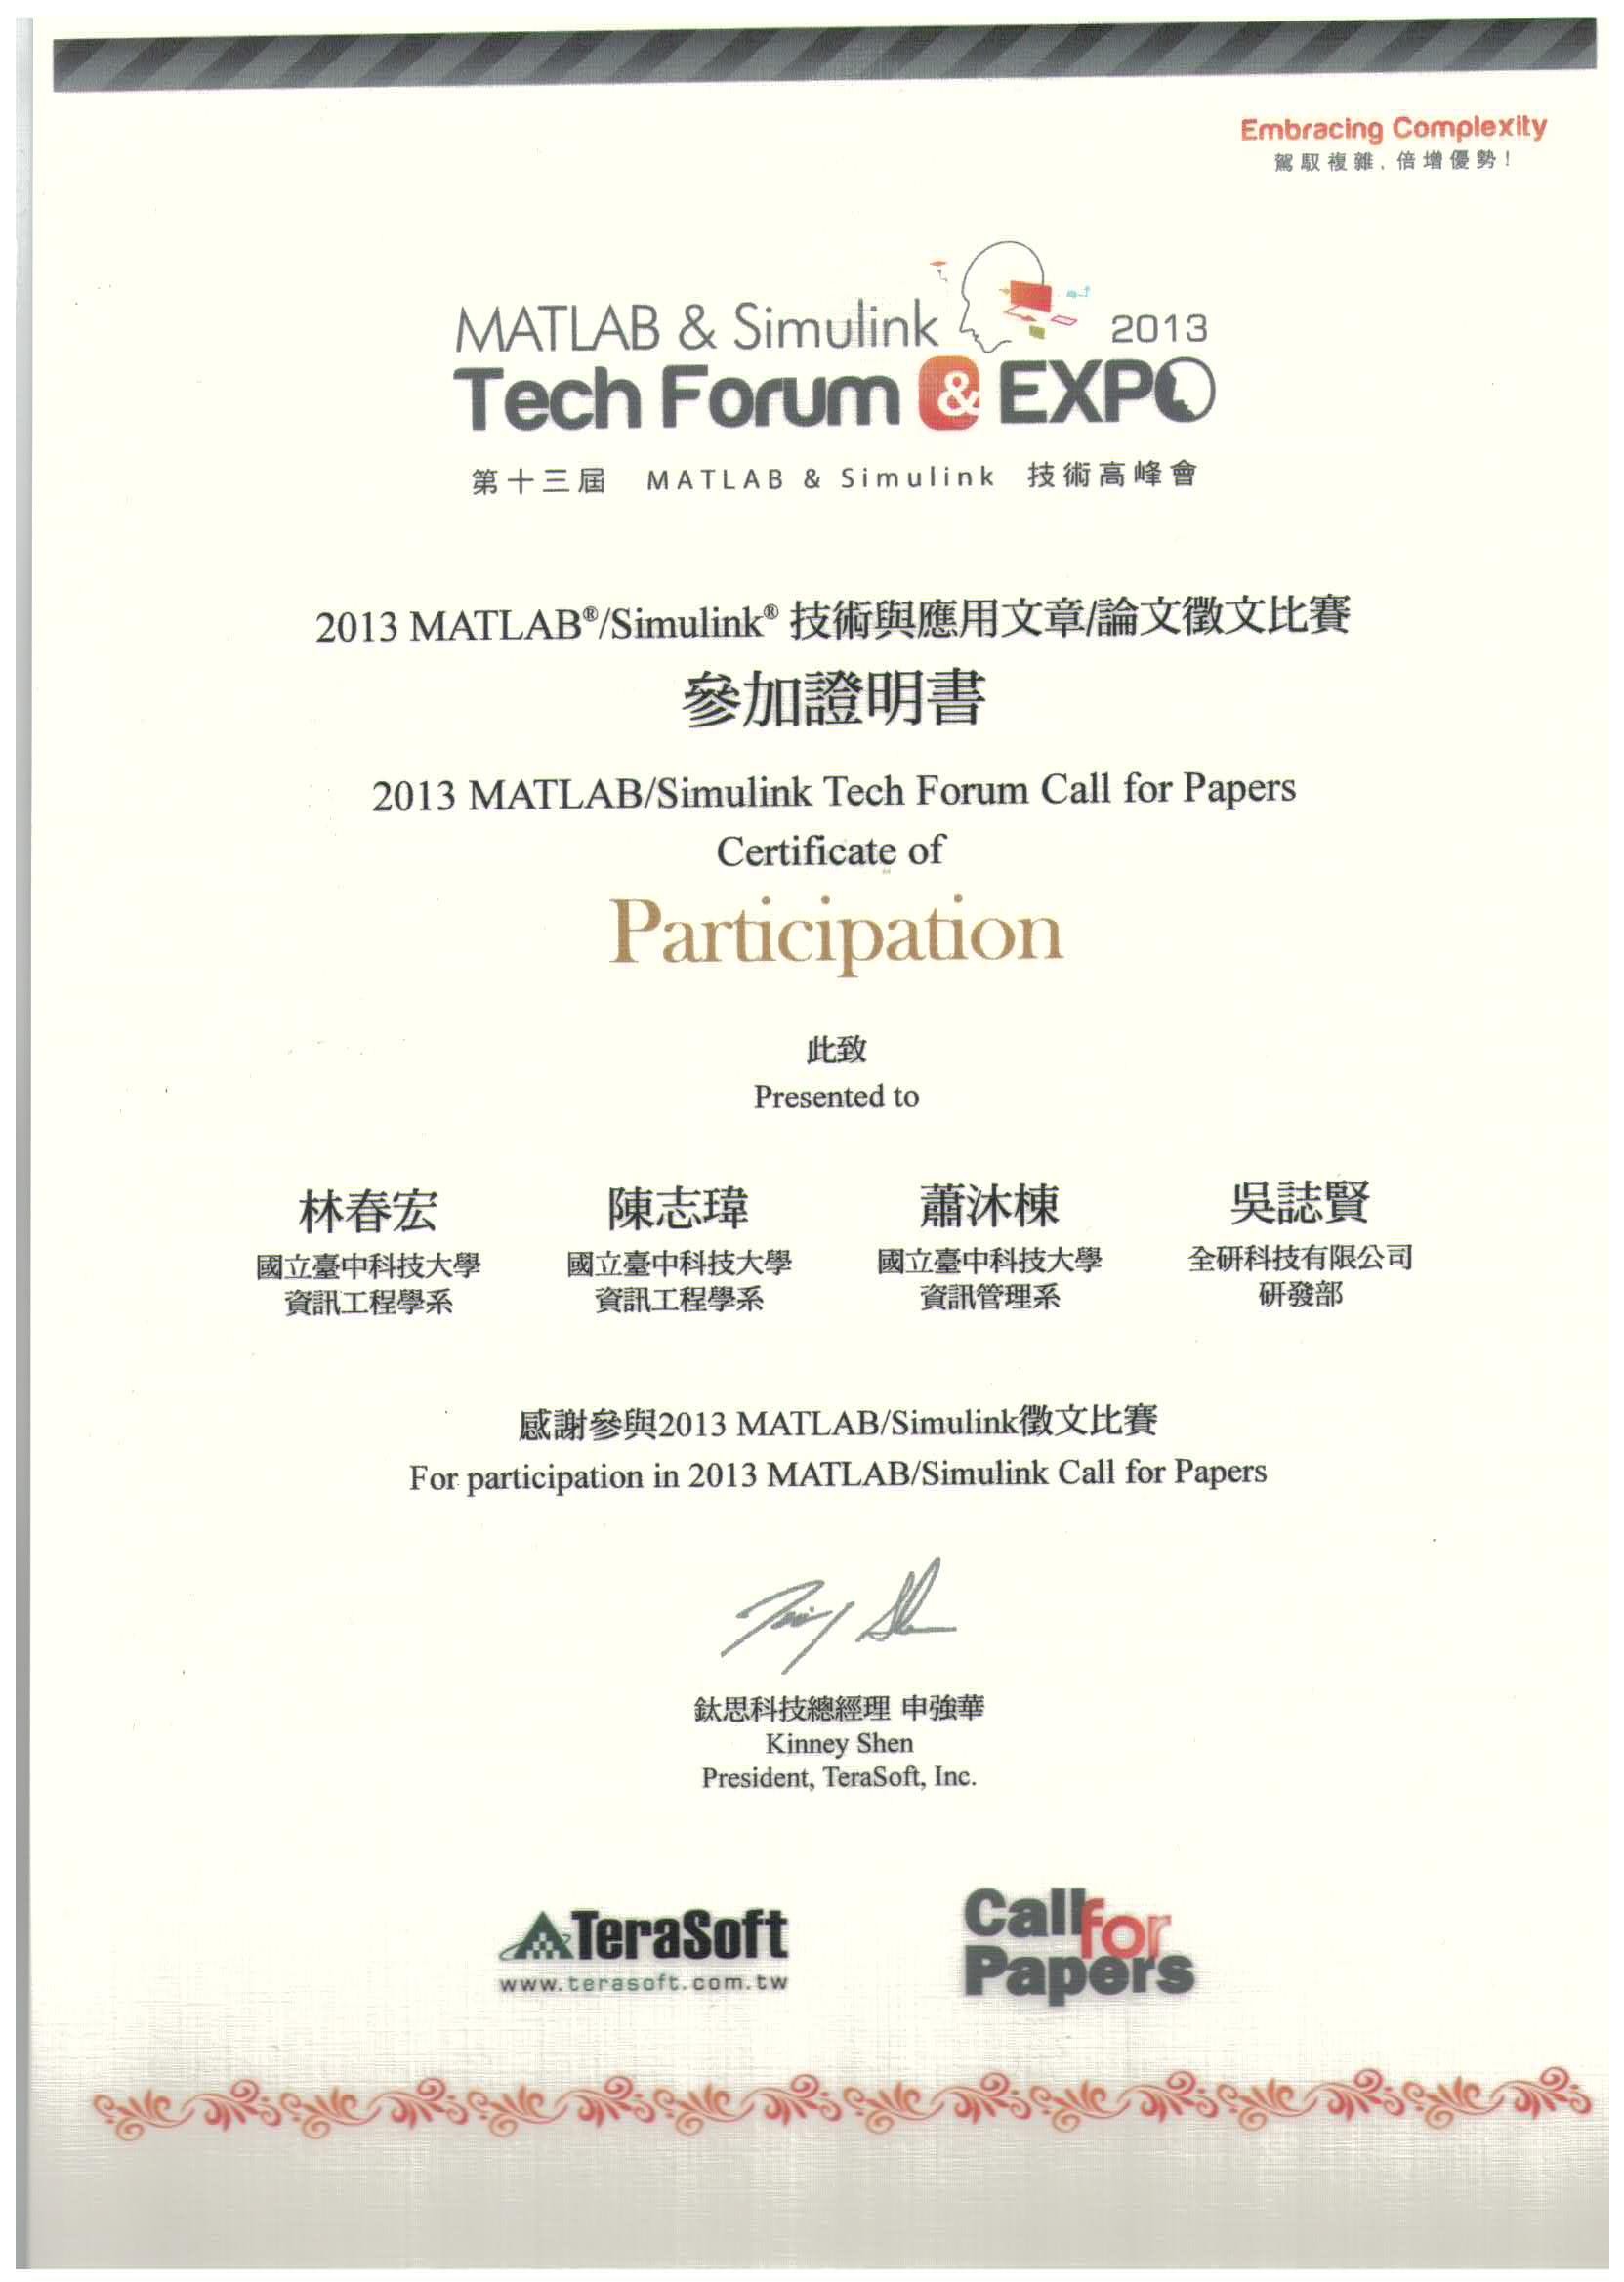 Embracing Complexity
駕馭複雜，倍增優勢！
MATLAB & Simulink 2013
Tech Forum & EXPO
第十三屆 MATLAB & Simulink 技術高峰會
2013 MATLAB®/Simulink® 技術與應用文章/論文徵文比賽
參加證明書
2013 MATLAB/Simulink Tech Forum Call for Papers
Certificate of
Participation
此致
Presented to
林春宏 陳志瑋 蕭沐棟 吳誌賢
國立臺中科技大學 國立臺中科技大學 國立臺中科技大學 全研科技有限公司
資訊工程學系 資訊工程學系 資訊管理系 研發部
感謝參與2013 MATLAB/Simulink徵文比賽
For participation in 2013 MATLAB/Simulink Call for Papers
鈦思科技總經理 申強華
Kinney Shen
President, TeraSoft, Inc.
TeraSoft
www.terasoft.com.tw
Call for
Papers